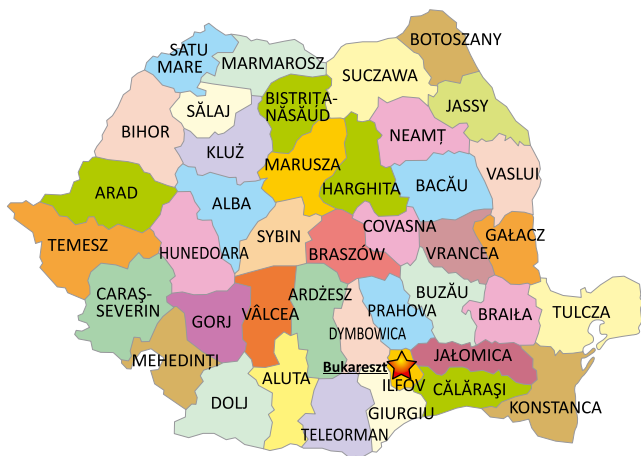 BOTOSZANY
SATU
MARE
MARMAROSZ
SUCZAWA
BISTRIȚA-
NĂSĂUD
SĂLAJ
JASSY
BIHOR
NEAMȚ
KLUŻ
MARUSZA
VASLUI
ARAD
HARGHITA
BACĂU
ALBA
COVASNA
GAŁACZ
SYBIN
TEMESZ
HUNEDOARA
BRASZÓW
VRANCEA
CARAȘ-
SEVERIN
ARDŻESZ
BUZĂU
GORJ
VÂLCEA
PRAHOVA
BRAIŁA
TULCZA
DYMBOWICA
MEHEDINȚI
JAŁOMICA
Bukareszt
ALUTA
ILFOV
CĂLĂRAȘI
DOLJ
GIURGIU
KONSTANCA
TELEORMAN